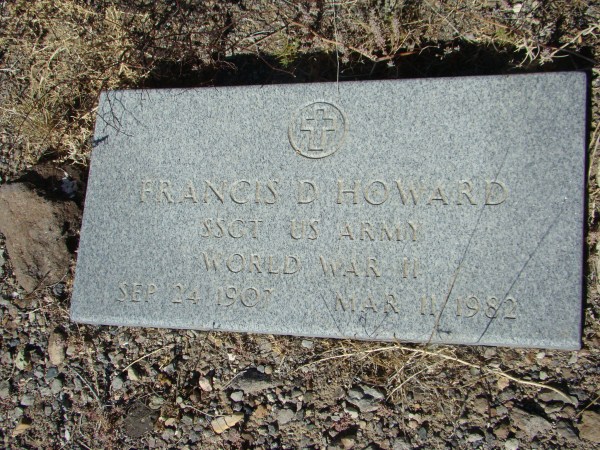 FRANCIS D HOWARD
SSGT US ARMY
WORLD WAR II
SEP 24 1907 MAR 11 1982